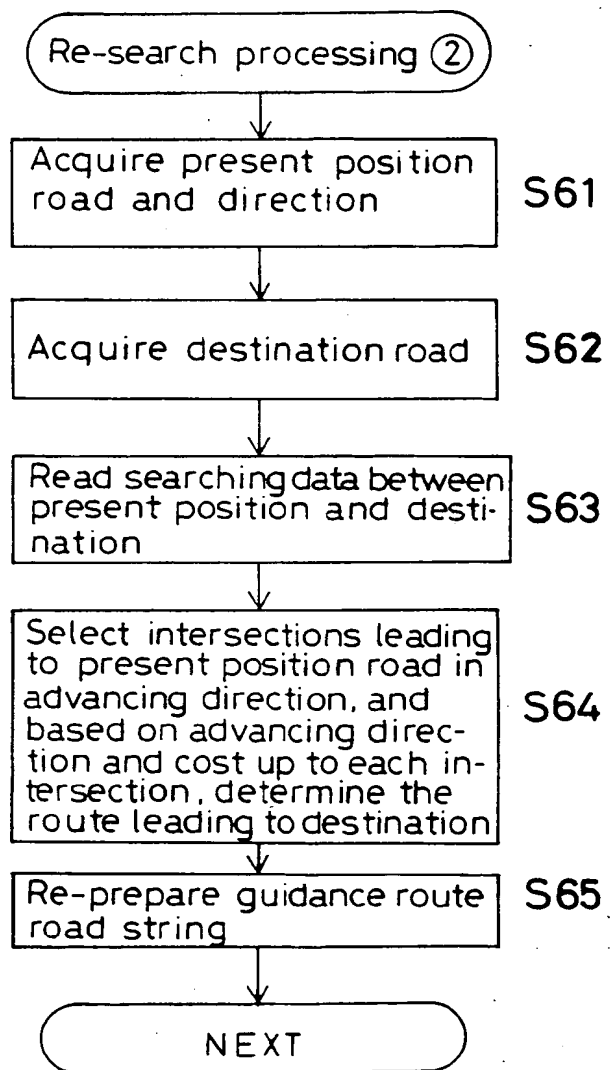 Re-search processing ②
Acquire present position
road and direction
S61
Acquire destination road
S62
Read searching data between
present position and desti-
nation
S63
Select intersections leading
to present position road in
advancing direction, and
based on advancing direc-
tion and cost up to each in-
tersection, determine the
route leading to destination
S64
Re-prepare guidance route
road string
S65
NEXT